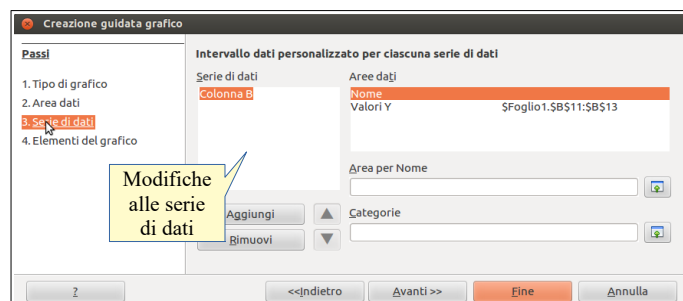 Creazione guidata grafico
Passi
1. Tipo di grafico
2. Area dati
3. Serie di dati
4. Elementi del grafico
Intervallo dati personalizzato per ciascuna serie di dati
Serie di dati
Colonna B
Aree dati
Nome
Valori Y $Foglio1.$B$11:$B$13
Area per Nome
Modifiche
alle serie
di dati
Aggiungi
Categorie
Rimuovi
?
<<Indietro
Avanti >>
Fine
Annulla